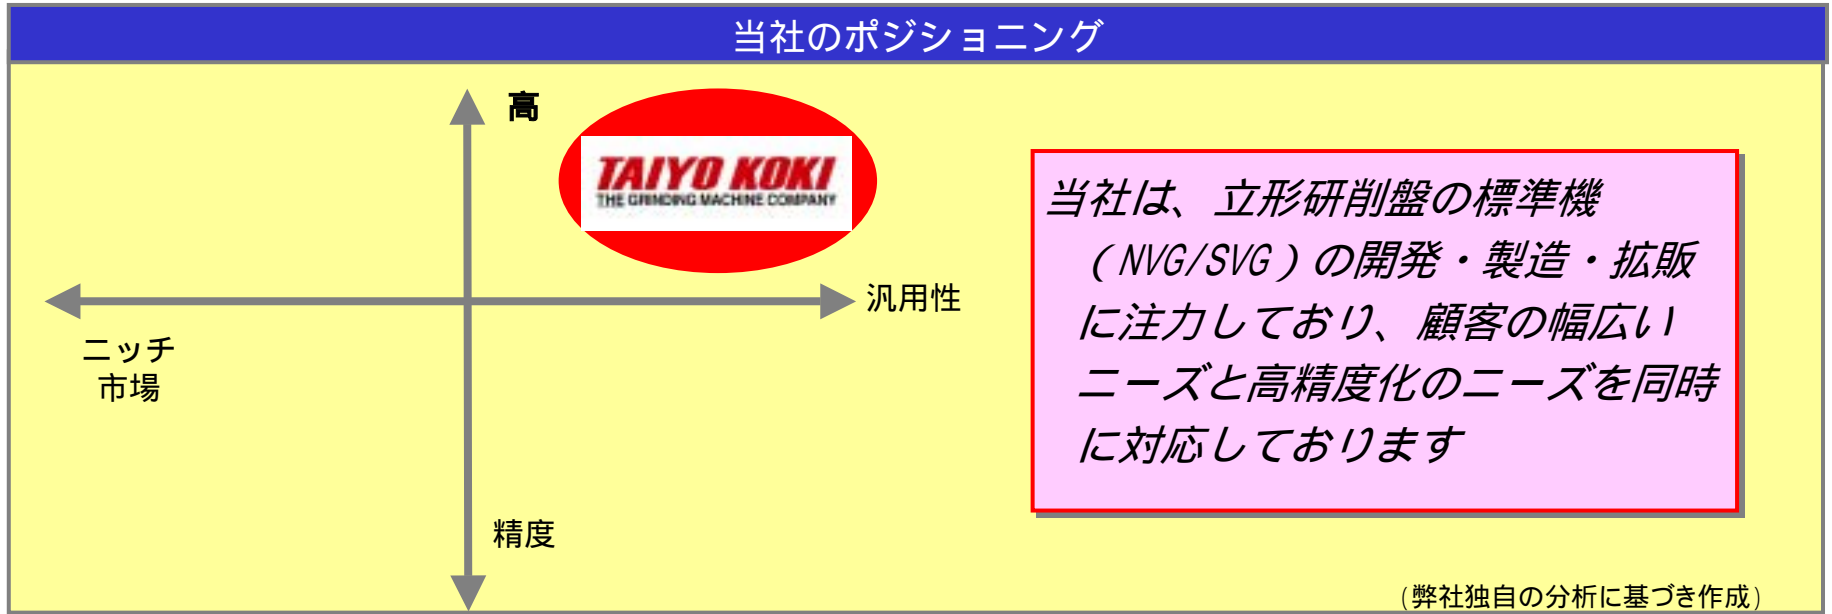 当社のポジショニング
高
TAIYO KOKI
THE GRINDING MACHINE COMPANY
汎用性
ニッチ
市場
精度
当社は、立形研削盤の標準機
(NVG/SVG)の開発・製造・拡販
に注力しており、顧客の幅広い
ニーズと高精度化のニーズを同時
に対応しております
(弊社独自の分析に基づき作成)